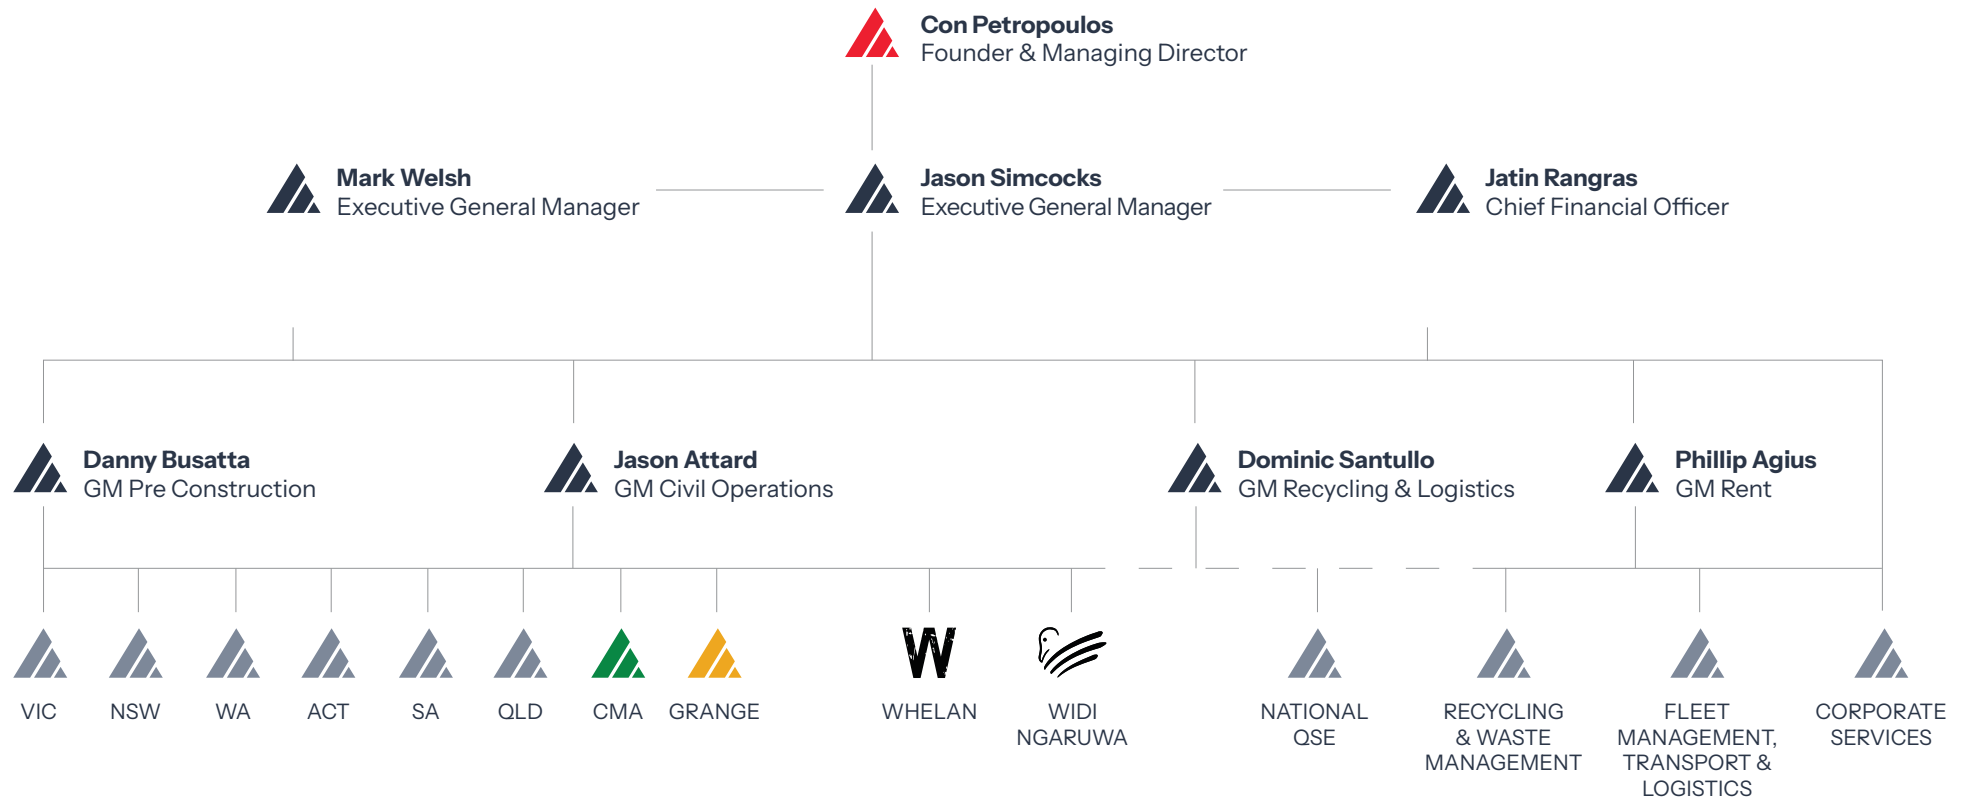 Con Petropoulos
Founder & Managing Director
Mark Welsh
Executive General Manager
Jason Simcocks
Executive General Manager
Jatin Rangras
Chief Financial Officer
Danny Busatta
GM Pre Construction
Jason Attard
GM Civil Operations
Dominic Santullo
GM Recycling & Logistics
Phillip Agius
GM Rent
W
VIC
NSW
WA
ACT
SA
QLD
CMA
GRANGE
WHELAN
WIDI
NGARUWA
NATIONAL
QSE
RECYCLING
& WASTE
MANAGEMENT
FLEET
MANAGEMENT,
TRANSPORT &
LOGISTICS
CORPORATE
SERVICES